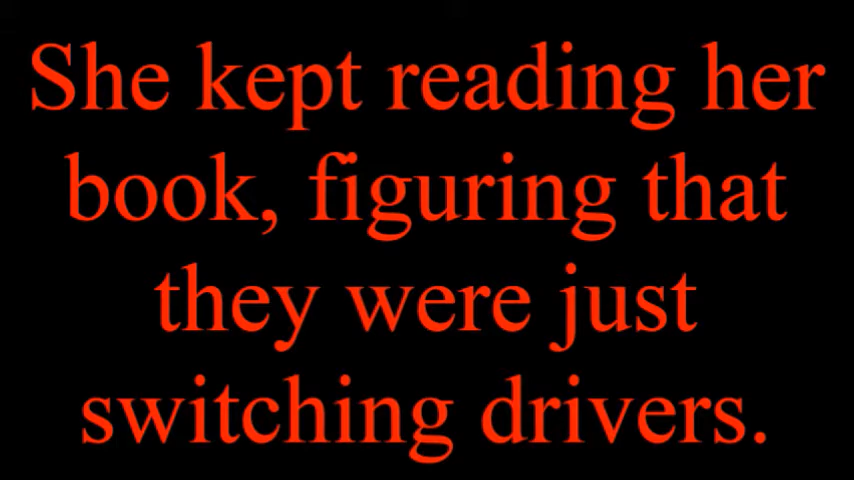 She kept reading her
book, figuring that
they were just
switching drivers.